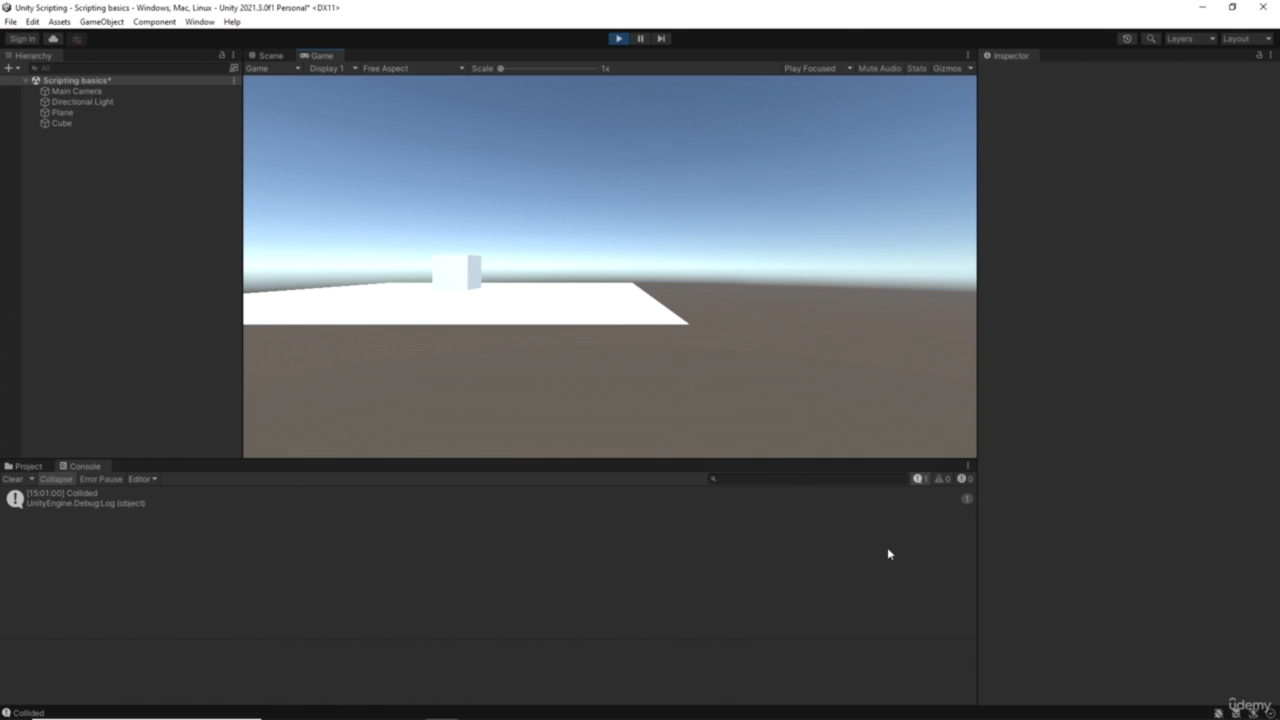 Unity Scripting - Scripting basics - Windows, Mac, Linux - Unity 2021.3.0f1 Personal* <DX11>
File Edit Assets GameObject Component Window Help
Sign in Layers Layout
Hierarchy Scene Game Inspector
All Game Display 1 Free Aspect Scale 1x Play Focused Mute Audio Stats Gizmos
Scripting basics*
Main Camera
Directional Light
Plane
Cube
Project Console
Clear Collapse Error Pause Editor 1 0 0
[15:01:00] Collided 1
UnityEngine.Debug:Log (object)
ûdemy
Collided